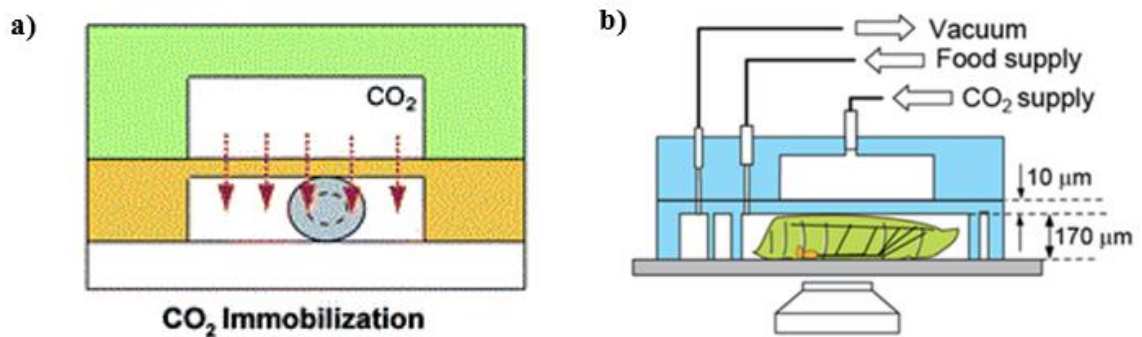 a)
CO₂
CO₂ Immobilization
b)
Vacuum
Food supply
CO₂ supply
10 μm
170 μm